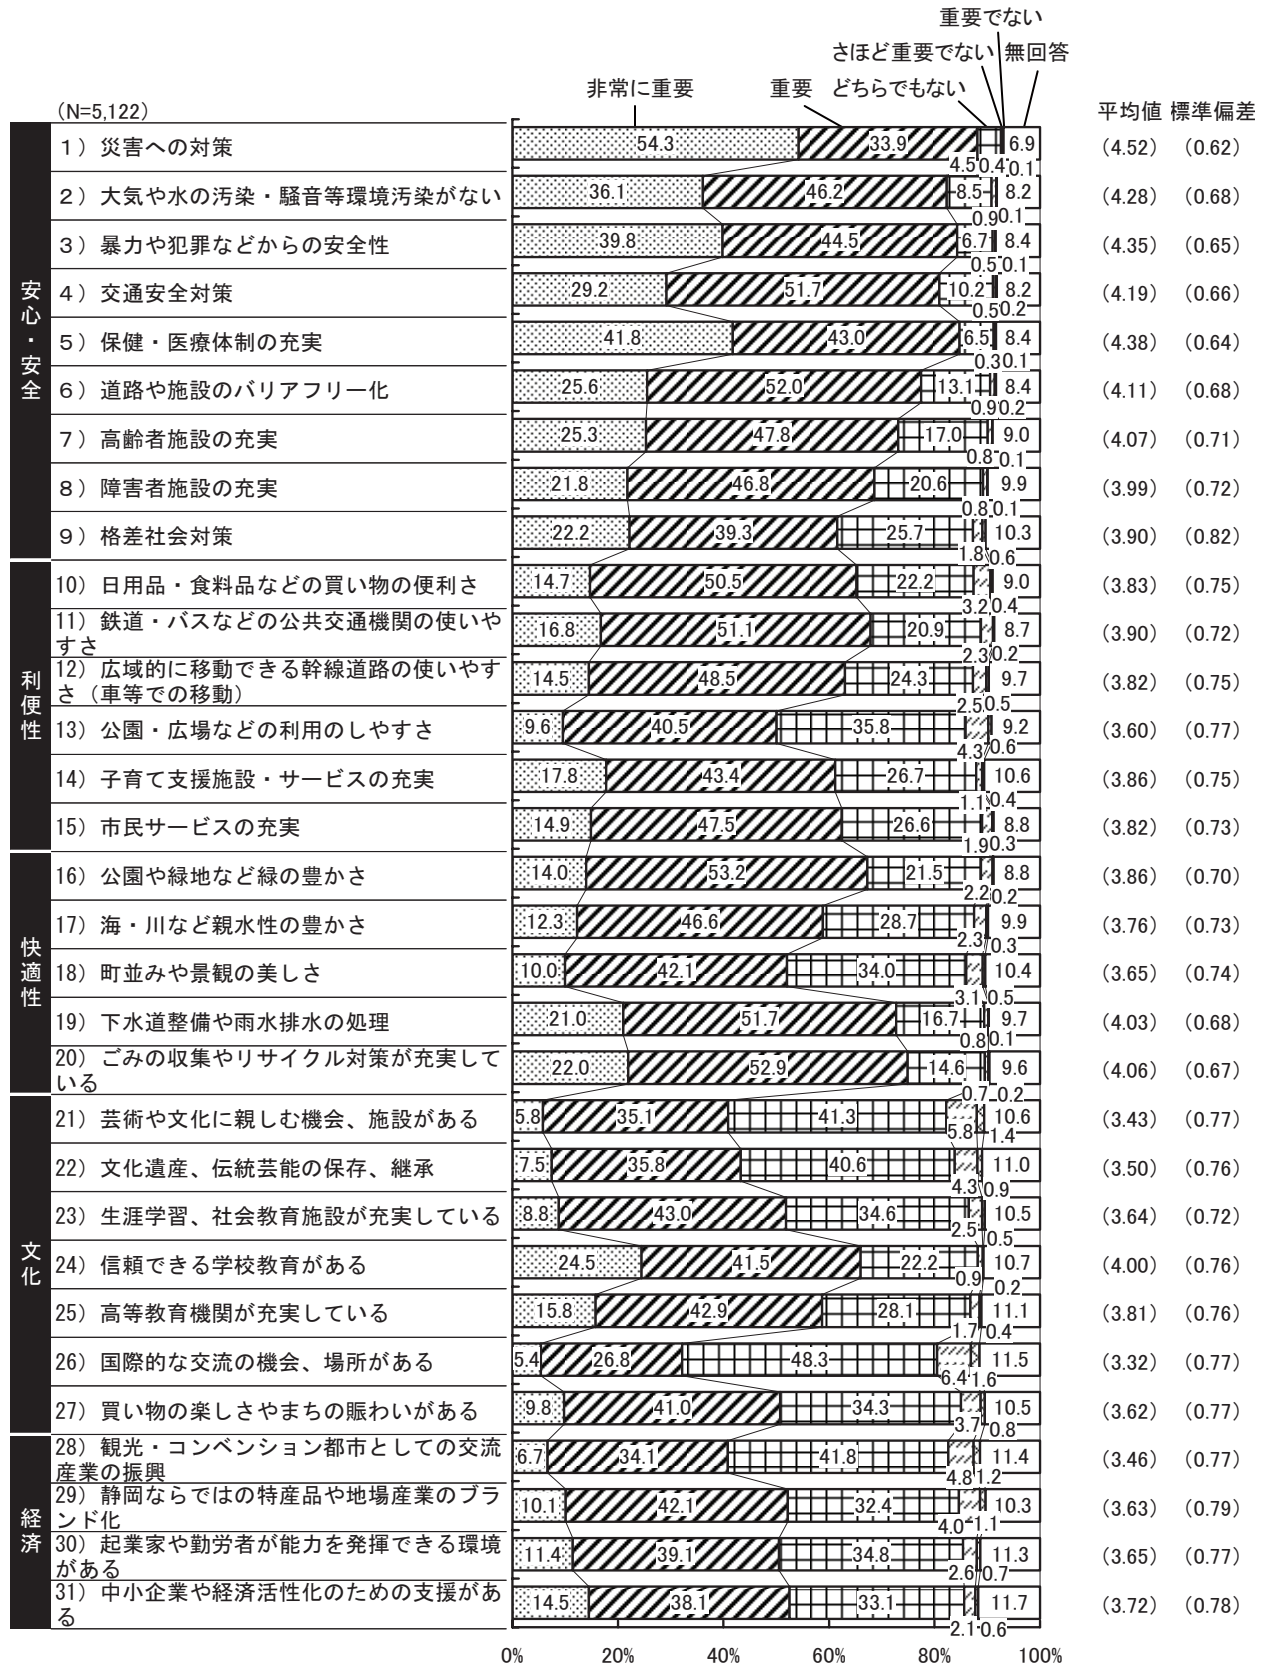 重要でない
さほど重要でない 無回答
非常に重要 重要 どちらでもない
（N=5,122）
平均値 標準偏差
安心・安全
1）災害への対策 54.3 33.9 6.9 （4.52） （0.62）
4.5 0.4 0.1
2）大気や水の汚染・騒音等環境汚染がない 36.1 46.2 8.5 8.2 （4.28） （0.68）
0.9 0.1
3）暴力や犯罪などからの安全性 39.8 44.5 6.7 8.4 （4.35） （0.65）
0.5 0.1
4）交通安全対策 29.2 51.7 10.2 8.2 （4.19） （0.66）
0.5 0.2
5）保健・医療体制の充実 41.8 43.0 6.5 8.4 （4.38） （0.64）
0.3 0.1
6）道路や施設のバリアフリー化 25.6 52.0 13.1 8.4 （4.11） （0.68）
0.9 0.2
7）高齢者施設の充実 25.3 47.8 17.0 9.0 （4.07） （0.71）
0.8 0.1
8）障害者施設の充実 21.8 46.8 20.6 9.9 （3.99） （0.72）
0.8 0.1
9）格差社会対策 22.2 39.3 25.7 10.3 （3.90） （0.82）
1.8 0.6
利便性
10）日用品・食料品などの買い物の便利さ 14.7 50.5 22.2 9.0 （3.83） （0.75）
3.2 0.4
11）鉄道・バスなどの公共交通機関の使いや
すさ 16.8 51.1 20.9 8.7 （3.90） （0.72）
2.3 0.2
12）広域的に移動できる幹線道路の使いやす
さ（車等での移動） 14.5 48.5 24.3 9.7 （3.82） （0.75）
2.5 0.5
13）公園・広場などの利用のしやすさ 9.6 40.5 35.8 9.2 （3.60） （0.77）
4.3 0.6
14）子育て支援施設・サービスの充実 17.8 43.4 26.7 10.6 （3.86） （0.75）
1.1 0.4
15）市民サービスの充実 14.9 47.5 26.6 8.8 （3.82） （0.73）
1.9 0.3
快適性
16）公園や緑地など緑の豊かさ 14.0 53.2 21.5 8.8 （3.86） （0.70）
2.2 0.2
17）海・川など親水性の豊かさ 12.3 46.6 28.7 9.9 （3.76） （0.73）
2.3 0.3
18）町並みや景観の美しさ 10.0 42.1 34.0 10.4 （3.65） （0.74）
3.1 0.5
19）下水道整備や雨水排水の処理 21.0 51.7 16.7 9.7 （4.03） （0.68）
0.8 0.1
20）ごみの収集やリサイクル対策が充実して
いる 22.0 52.9 14.6 9.6 （4.06） （0.67）
0.7 0.2
文化
21）芸術や文化に親しむ機会、施設がある 5.8 35.1 41.3 10.6 （3.43） （0.77）
5.8 1.4
22）文化遺産、伝統芸能の保存、継承 7.5 35.8 40.6 11.0 （3.50） （0.76）
4.3 0.9
23）生涯学習、社会教育施設が充実している 8.8 43.0 34.6 10.5 （3.64） （0.72）
2.5 0.5
24）信頼できる学校教育がある 24.5 41.5 22.2 10.7 （4.00） （0.76）
0.9 0.2
25）高等教育機関が充実している 15.8 42.9 28.1 11.1 （3.81） （0.76）
1.7 0.4
26）国際的な交流の機会、場所がある 5.4 26.8 48.3 11.5 （3.32） （0.77）
6.4 1.6
27）買い物の楽しさやまちの賑わいがある 9.8 41.0 34.3 10.5 （3.62） （0.77）
3.7 0.8
経済
28）観光・コンベンション都市としての交流
産業の振興 6.7 34.1 41.8 11.4 （3.46） （0.77）
4.8 1.2
29）静岡ならではの特産品や地場産業のブラ
ンド化 10.1 42.1 32.4 10.3 （3.63） （0.79）
4.0 1.1
30）起業家や勤労者が能力を発揮できる環境
がある 11.4 39.1 34.8 11.3 （3.65） （0.77）
2.6 0.7
31）中小企業や経済活性化のための支援があ
る 14.5 38.1 33.1 11.7 （3.72） （0.78）
2.1 0.6
0% 20% 40% 60% 80% 100%